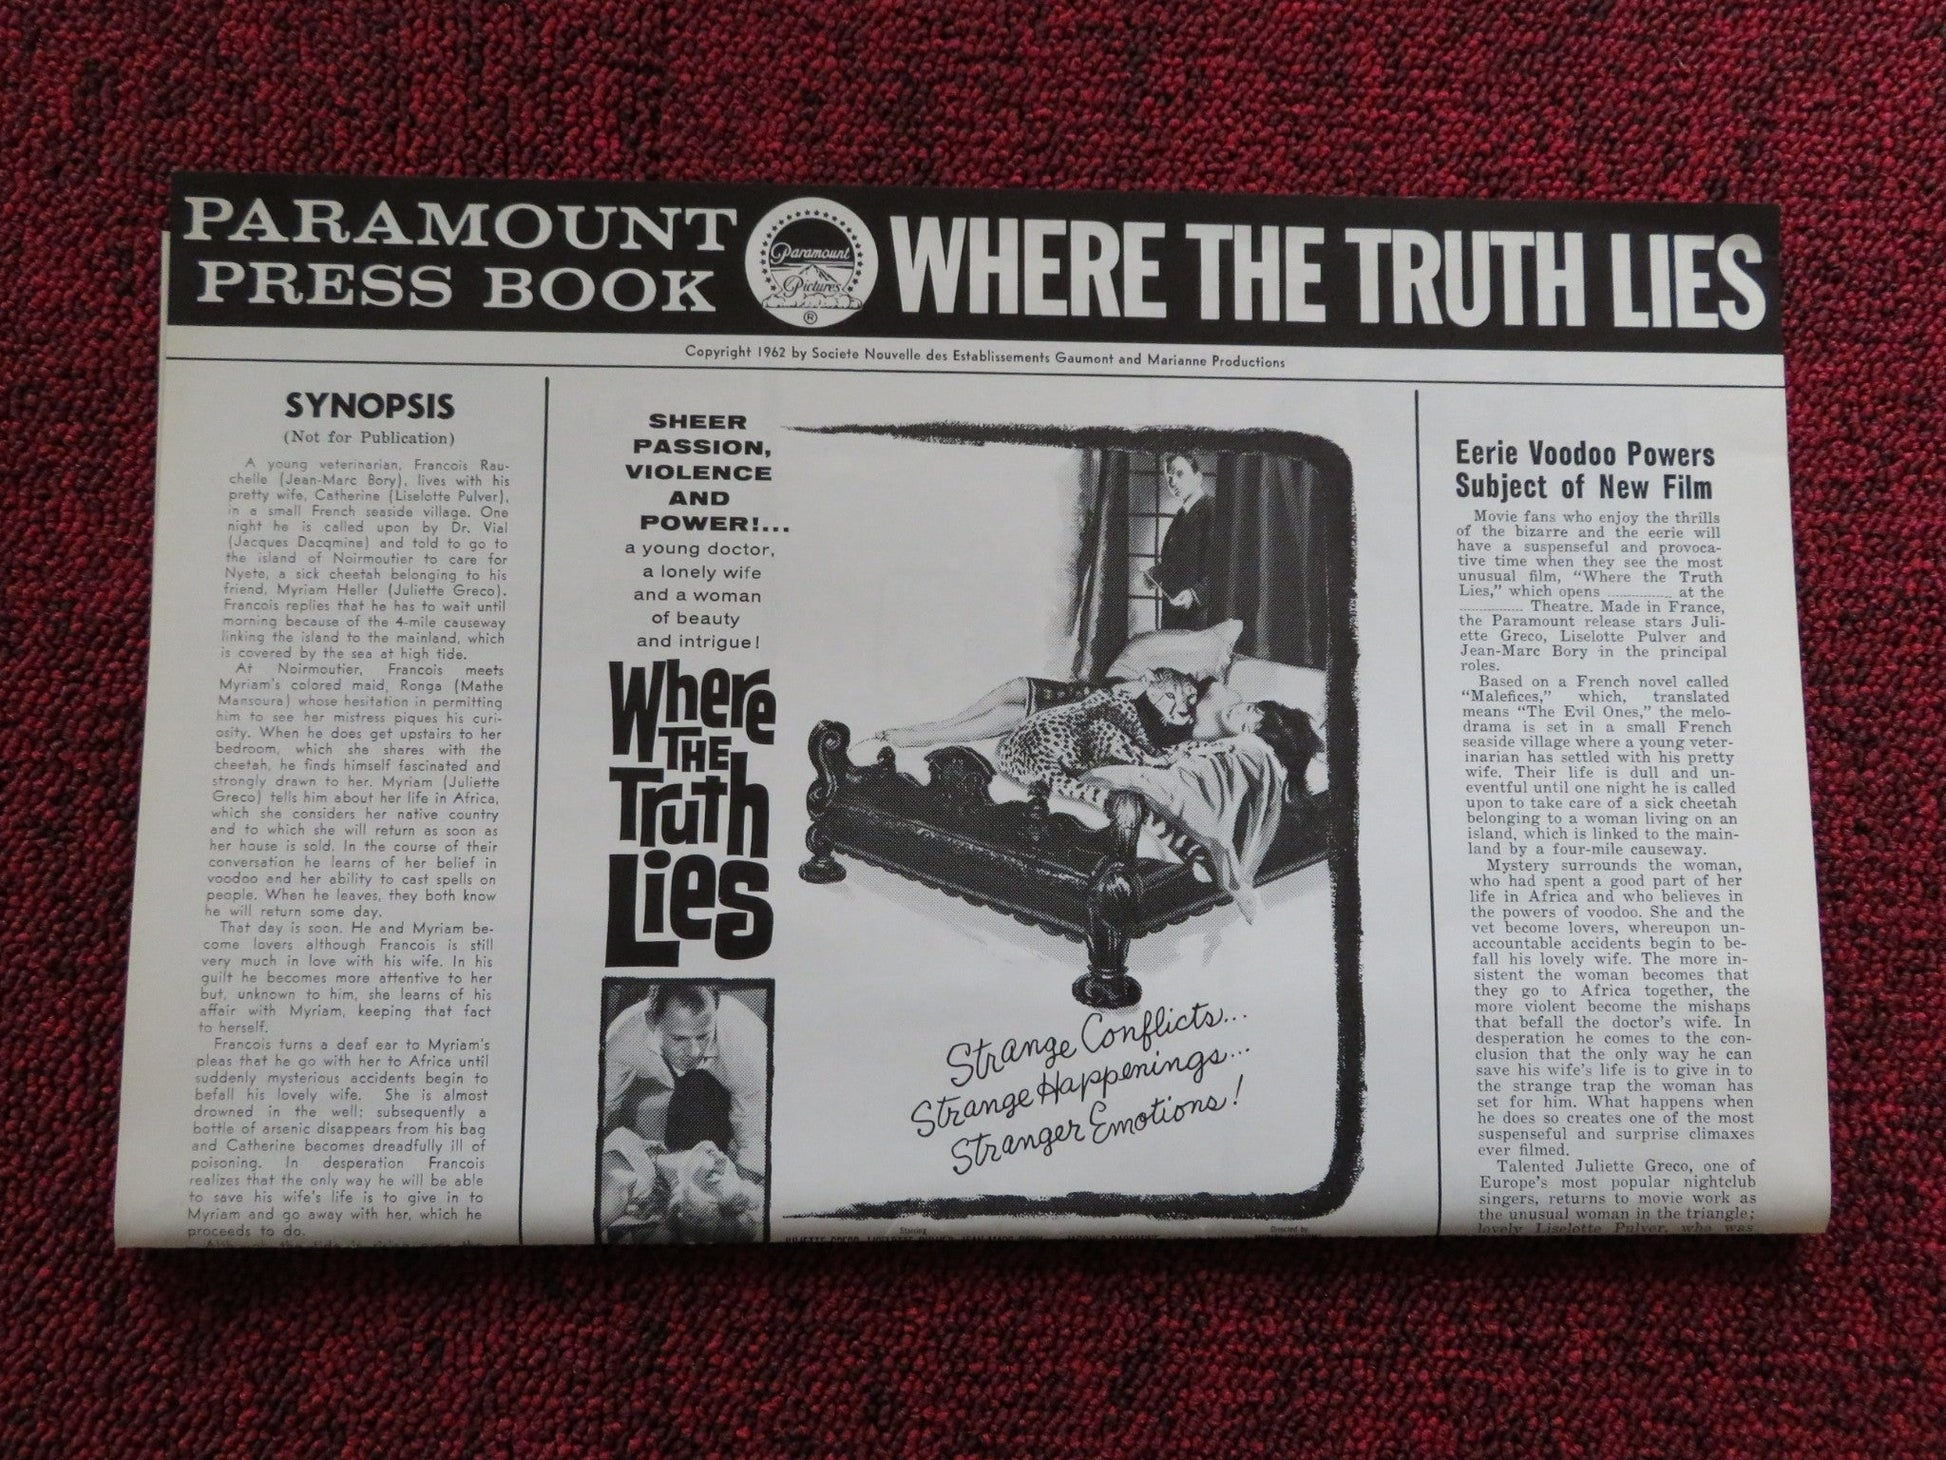 PARAMOUNT
PRESS BOOK
Paramount
Pictures
®
WHERE THE TRUTH LIES
Copyright 1962 by Societe Nouvelle des Establissements Gaumont and Marianne Productions
SYNOPSIS
(Not for Publication)
A young veterinarian, Francois Rau-
chelle (Jean-Marc Bory), lives with his
pretty wife, Catherine (Liselotte Pulver),
in a small French seaside village. One
night he is called upon by Dr. Vial
(Jacques Dacqmine) and told to go to
the island of Noirmoutier to care for
Nyete, a sick cheetah belonging to his
friend, Myriam Heller (Juliette Greco).
Francois replies that he has to wait until
morning because of the 4-mile causeway
linking the island to the mainland, which
is covered by the sea at high tide.
At Noirmoutier, Francois meets
Myriam's colored maid, Ronga (Mathe
Mansoura) whose hesitation in permitting
him to see her mistress piques his curi-
osity. When he does get upstairs to her
bedroom, which she shares with the
cheetah, he finds himself fascinated and
strongly drawn to her. Myriam (Juliette
Greco) tells him about her life in Africa,
which she considers her native country
and to which she will return as soon as
her house is sold. In the course of their
conversation he learns of her belief in
voodoo and her ability to cast spells on
people. When he leaves, they both know
he will return some day.
That day is soon. He and Myriam be-
come lovers although Francois is still
very much in love with his wife. In his
guilt he becomes more attentive to her
but, unknown to him, she learns of his
affair with Myriam, keeping that fact
to herself.
Francois turns a deaf ear to Myriam's
pleas that he go with her to Africa until
suddenly mysterious accidents begin to
befall his lovely wife. She is almost
drowned in the well; subsequently a
bottle of arsenic disappears from his bag
and Catherine becomes dreadfully ill of
poisoning. In desperation Francois
realizes that the only way he will be able
to save his wife's life is to give in to
Myriam and go away with her, which he
proceeds to do.
SHEER
PASSION,
VIOLENCE
AND
POWER!...
a young doctor,
a lonely wife
and a woman
of beauty
and intrigue!
Where
THE
Truth
Lies
Strange Conflicts...
Strange Happenings...
Stranger Emotions!
Starring
Directed by
Eerie Voodoo Powers
Subject of New Film
Movie fans who enjoy the thrills
of the bizarre and the eerie will
have a suspenseful and provoca-
tive time when they see the most
unusual film, "Where the Truth
Lies," which opens .............. at the
.............. Theatre. Made in France,
the Paramount release stars Juli-
ette Greco, Liselotte Pulver and
Jean-Marc Bory in the principal
roles.
Based on a French novel called
"Malefices," which, translated
means "The Evil Ones," the melo-
drama is set in a small French
seaside village where a young veter-
inarian has settled with his pretty
wife. Their life is dull and un-
eventful until one night he is called
upon to take care of a sick cheetah
belonging to a woman living on an
island, which is linked to the main-
land by a four-mile causeway.
Mystery surrounds the woman,
who had spent a good part of her
life in Africa and who believes in
the powers of voodoo. She and the
vet become lovers, whereupon un-
accountable accidents begin to be-
fall his lovely wife. The more in-
sistent the woman becomes that
they go to Africa together, the
more violent become the mishaps
that befall the doctor's wife. In
desperation he comes to the con-
clusion that the only way he can
save his wife's life is to give in to
the strange trap the woman has
set for him. What happens when
he does so creates one of the most
suspenseful and surprise climaxes
ever filmed.
Talented Juliette Greco, one of
Europe's most popular nightclub
singers, returns to movie work as
the unusual woman in the triangle;
lovely Liselotte Pulver, who was